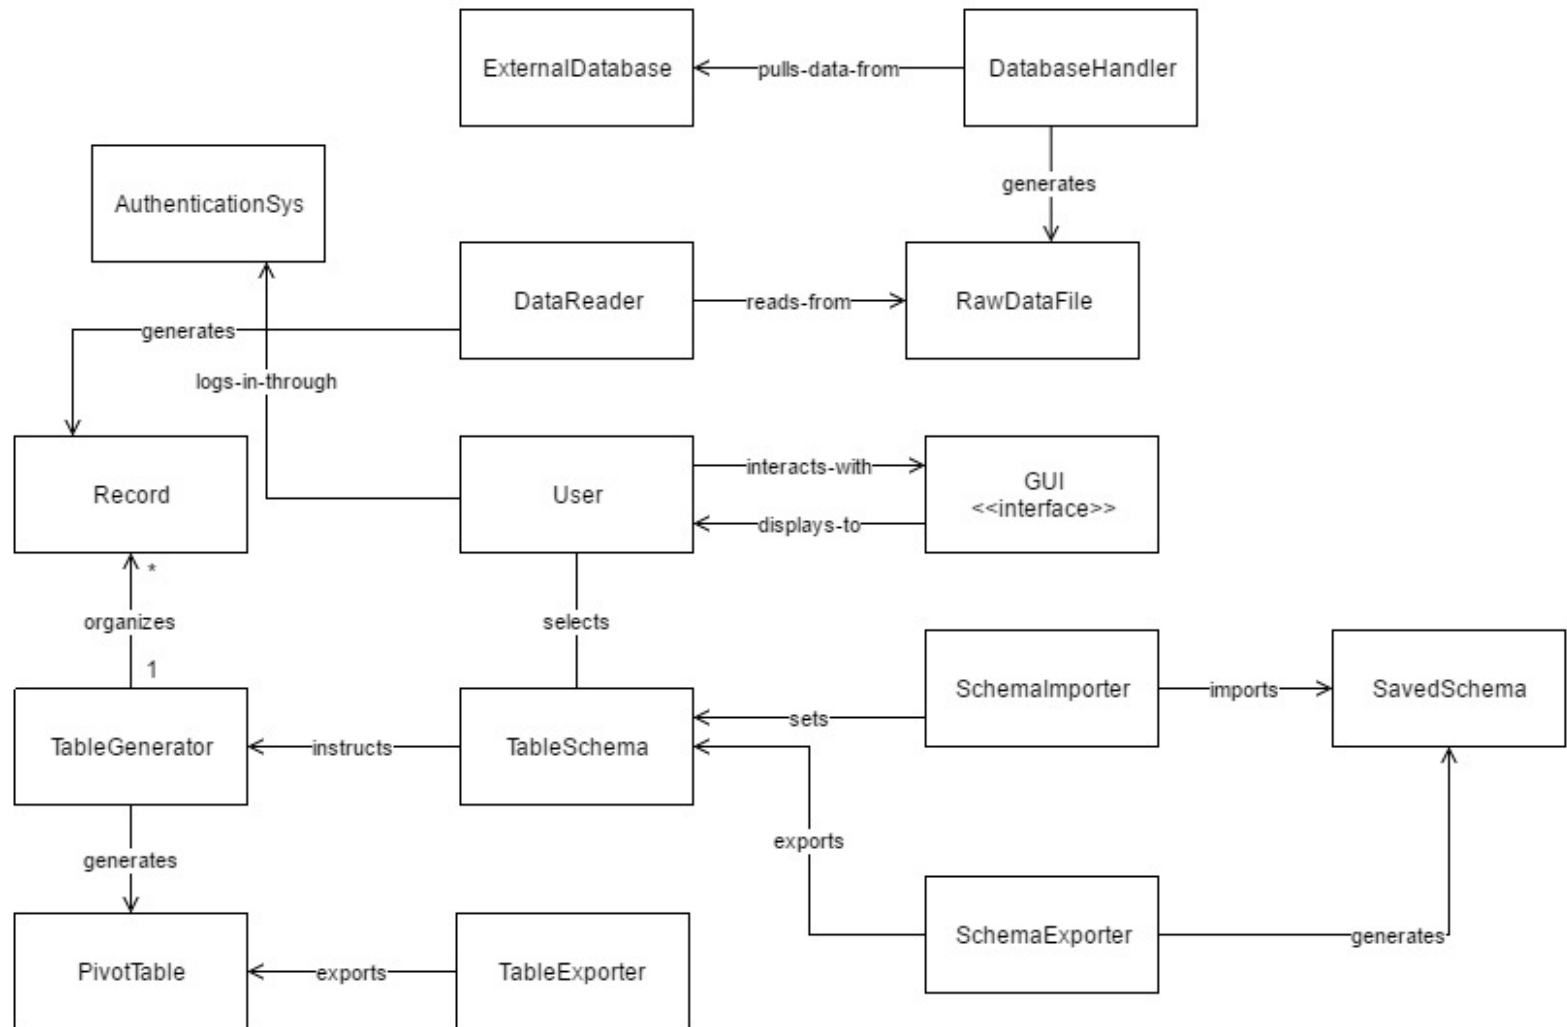 ExternalDatabase
pulls-data-from
DatabaseHandler
generates
AuthenticationSys
DataReader
reads-from
RawDataFile
generates
logs-in-through
Record
User
interacts-with
displays-to
GUI
<<interface>>
*
organizes
1
selects
SchemaImporter
imports
SavedSchema
sets
TableGenerator
instructs
TableSchema
exports
generates
SchemaExporter
generates
PivotTable
exports
TableExporter